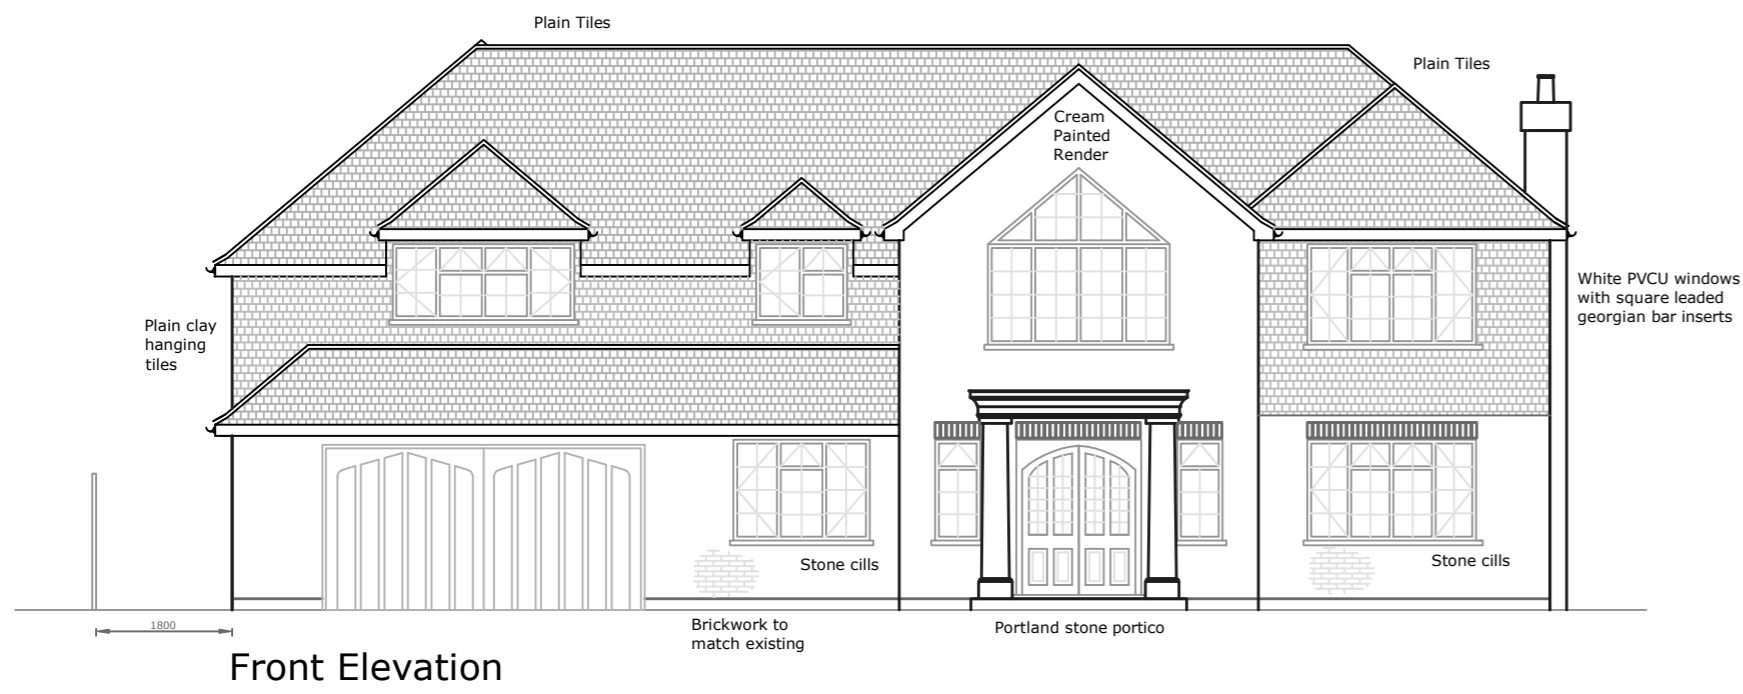 Plain Tiles
Plain Tiles
Cream
Painted
Render
White PVCU windows
with square leaded
georgian bar inserts
Plain clay
hanging
tiles
Stone cills
Stone cills
1800
Brickwork to
match existing
Portland stone portico
Front Elevation